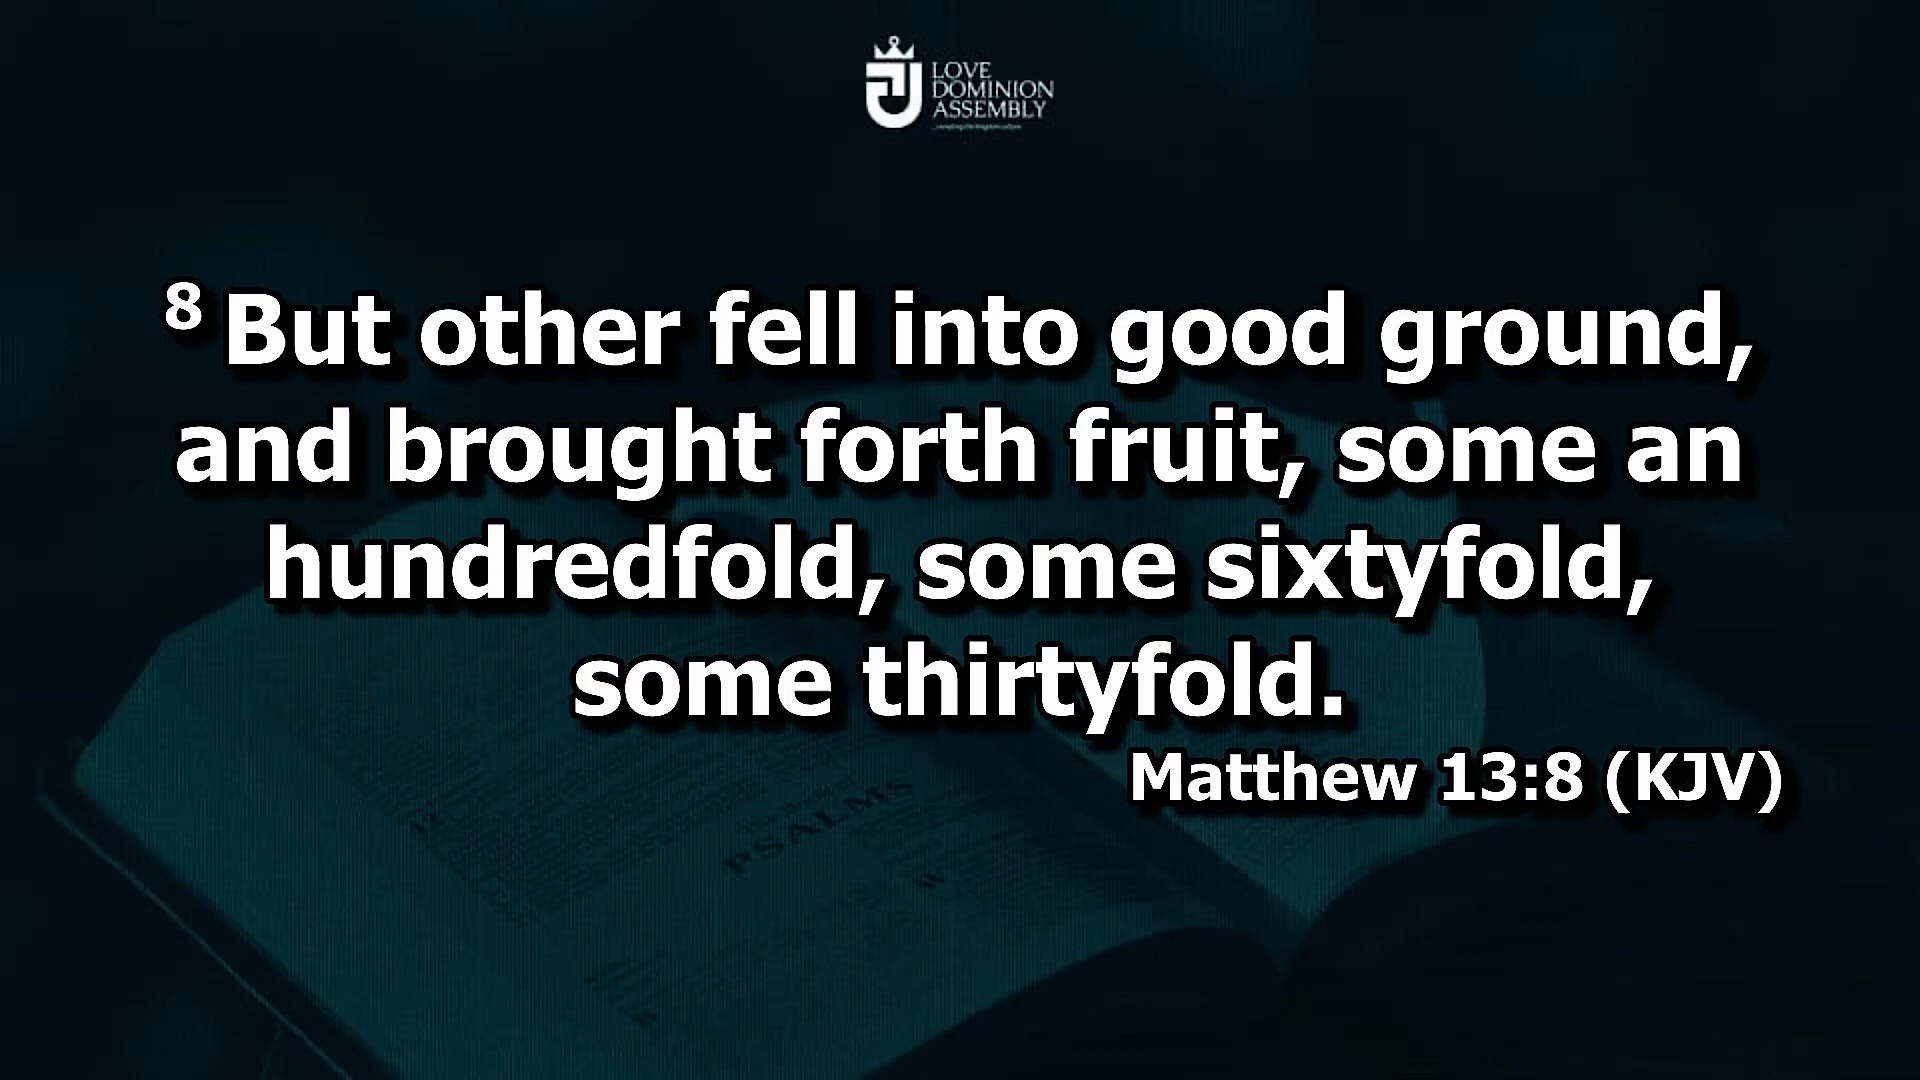 LOVE
DOMINION
ASSEMBLY
8 But other fell into good ground,
and brought forth fruit, some an
hundredfold, some sixtyfold,
some thirtyfold.
Matthew 13:8 (KJV)
PSALMS